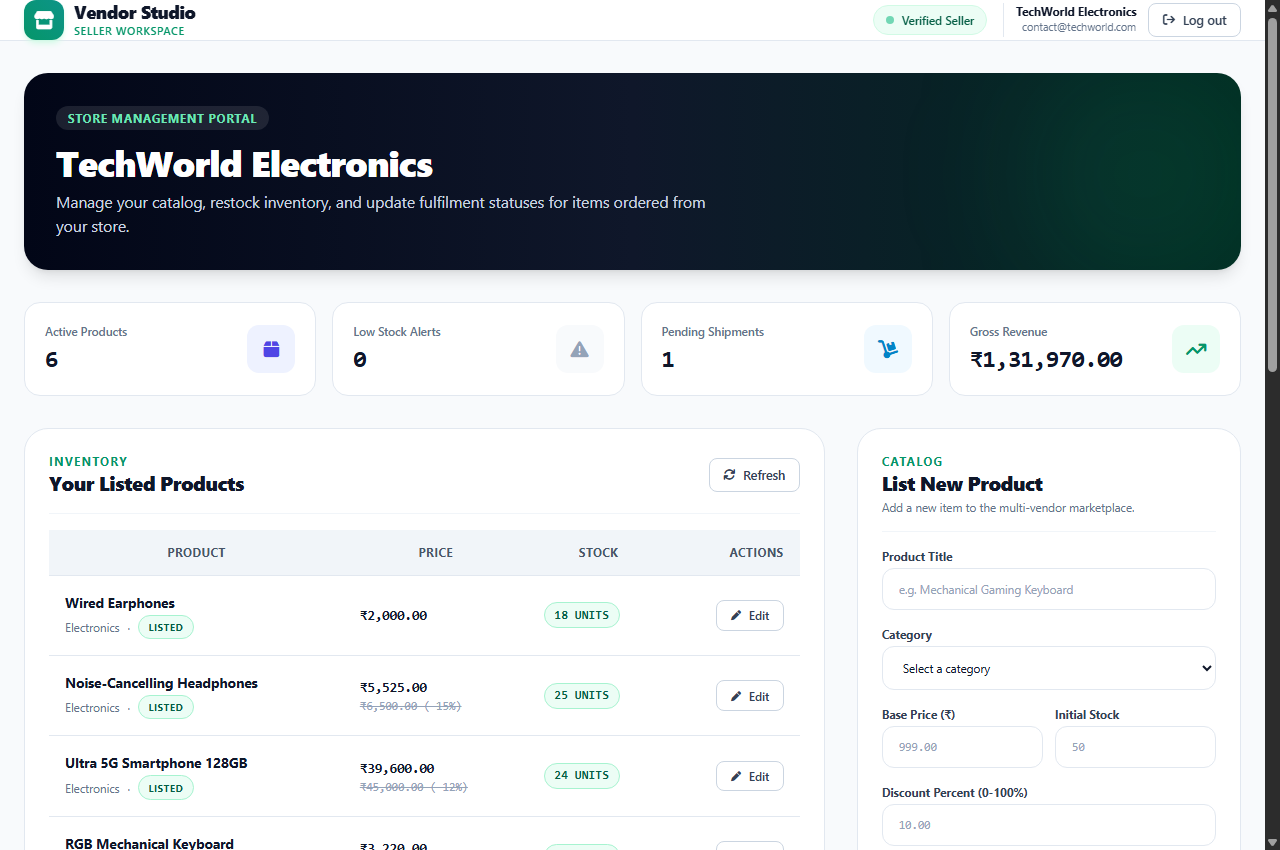 Vendor Studio
SELLER WORKSPACE
Verified Seller
TechWorld Electronics
contact@techworld.com
Log out
STORE MANAGEMENT PORTAL
TechWorld Electronics
Manage your catalog, restock inventory, and update fulfilment statuses for items ordered from
your store.
Active Products
6
Low Stock Alerts
0
Pending Shipments
1
Gross Revenue
₹1,31,970.00
INVENTORY
Your Listed Products
Refresh
PRODUCT PRICE STOCK ACTIONS
Wired Earphones
Electronics · LISTED
₹2,000.00
18 UNITS
Edit
Noise-Cancelling Headphones
Electronics · LISTED
₹5,525.00
₹6,500.00 (-15%)
25 UNITS
Edit
Ultra 5G Smartphone 128GB
Electronics · LISTED
₹39,600.00
₹45,000.00 (-12%)
24 UNITS
Edit
RGB Mechanical Keyboard
₹3,220.00
CATALOG
List New Product
Add a new item to the multi-vendor marketplace.
Product Title
e.g. Mechanical Gaming Keyboard
Category
Select a category
Base Price (₹)
999.00
Initial Stock
50
Discount Percent (0-100%)
10.00